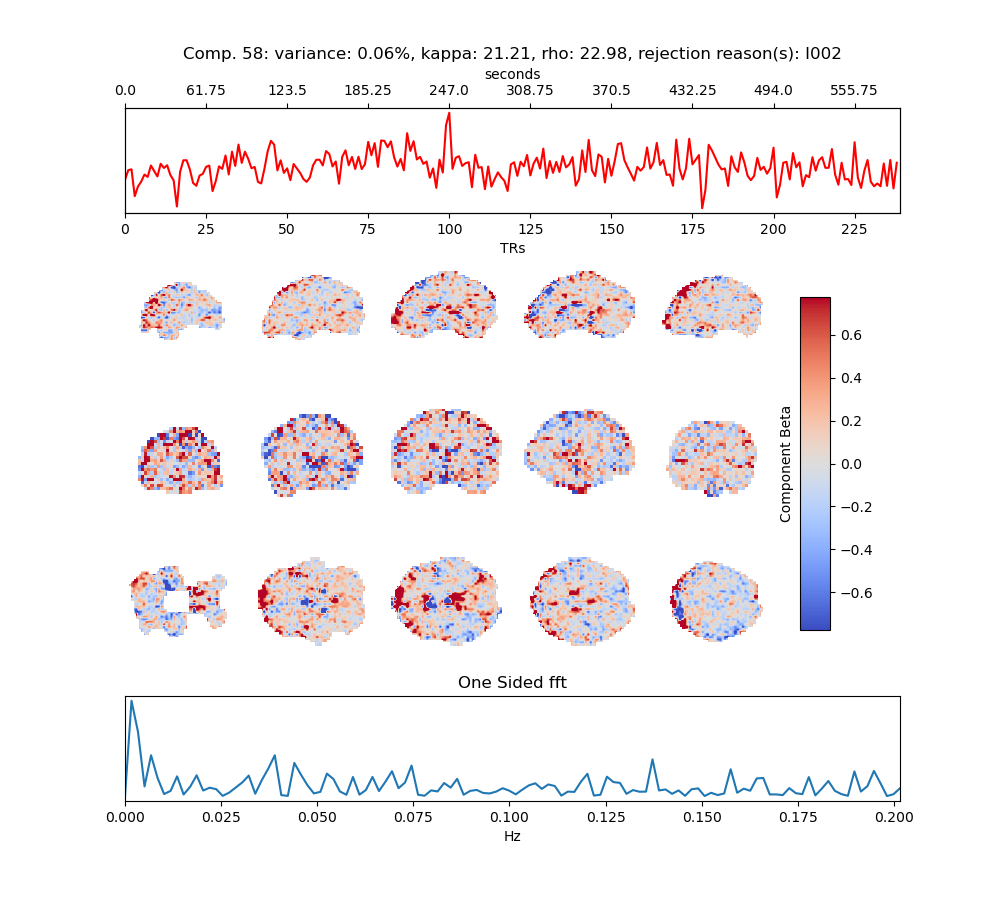 Comp. 58: variance: 0.06%, kappa: 21.21, rho: 22.98, rejection reason(s): I002
seconds
0.0 61.75 123.5 185.25 247.0 308.75 370.5 432.25 494.0 555.75
0 25 50 75 100 125 150 175 200 225
TRs
Component Beta
0.6
0.4
0.2
0.0
−0.2
−0.4
−0.6
One Sided fft
0.000 0.025 0.050 0.075 0.100 0.125 0.150 0.175 0.200
Hz